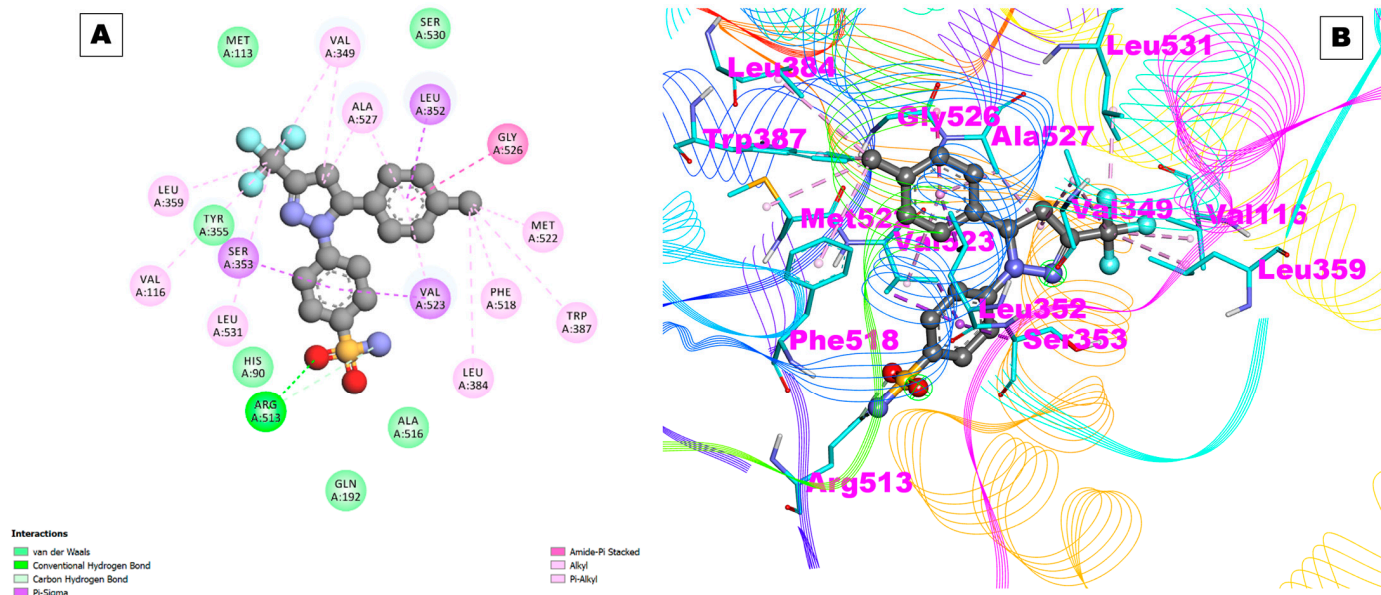 A
MET
A:113
VAL
A:349
SER
A:530
ALA
A:527
LEU
A:352
GLY
A:526
LEU
A:359
TYR
A:355
SER
A:353
MET
A:522
VAL
A:116
LEU
A:531
VAL
A:523
PHE
A:518
TRP
A:387
HIS
A:90
LEU
A:384
ARG
A:513
ALA
A:516
GLN
A:192
Interactions
van der Waals
Conventional Hydrogen Bond
Carbon Hydrogen Bond
Pi-Sigma
Amide-Pi Stacked
Alkyl
Pi-Alkyl
B
Leu384
Leu531
Trp387
Gly526
Ala527
Val349
Val116
Val523
Leu359
Leu352
Phe518
Ser353
Arg513